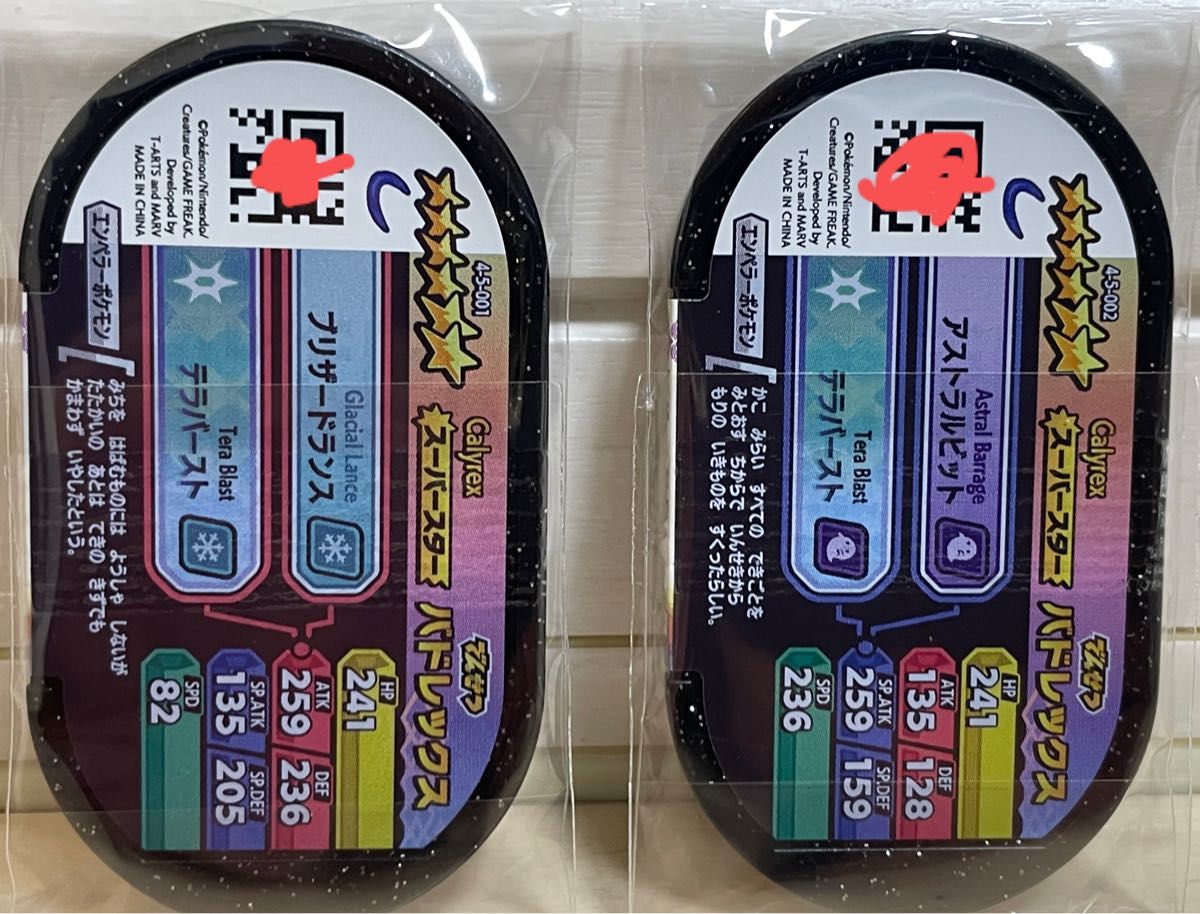 4-5-001
Calyrex
スーパースター
でんせつ
バドレックス
©Pokémon/Nintendo/
Creatures/GAME FREAK.
Developed by
T-ARTS and MARV
MADE IN CHINA
Glacial Lance
ブリザードランス
Tera Blast
テラバースト
HP
241
ATK
259
DEF
236
SP.ATK
135
SP.DEF
205
SPD
82
エンペラーポケモン
みちを はばむものには ようしゃ しないが
たたかいの あとは てきの きずでも
かまわず いやしたという。
4-5-002
Calyrex
スーパースター
でんせつ
バドレックス
©Pokémon/Nintendo/
Creatures/GAME FREAK.
Developed by
T-ARTS and MARV
MADE IN CHINA
Astral Barrage
アストラルビット
Tera Blast
テラバースト
HP
241
ATK
135
DEF
128
SP.ATK
259
SP.DEF
159
SPD
236
エンペラーポケモン
かこ みらい すべての できごとを
みとおす ちからで いんせきから
もりの いきものを すくったらしい。